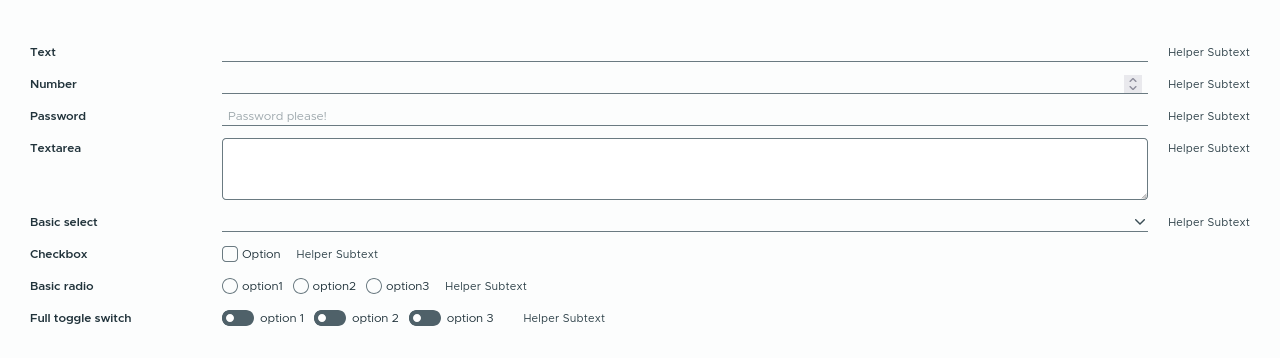 Text Helper Subtext
Number Helper Subtext
Password Password please! Helper Subtext
Textarea Helper Subtext
Basic select Helper Subtext
Checkbox Option Helper Subtext
Basic radio option1 option2 option3 Helper Subtext
Full toggle switch option 1 option 2 option 3 Helper Subtext